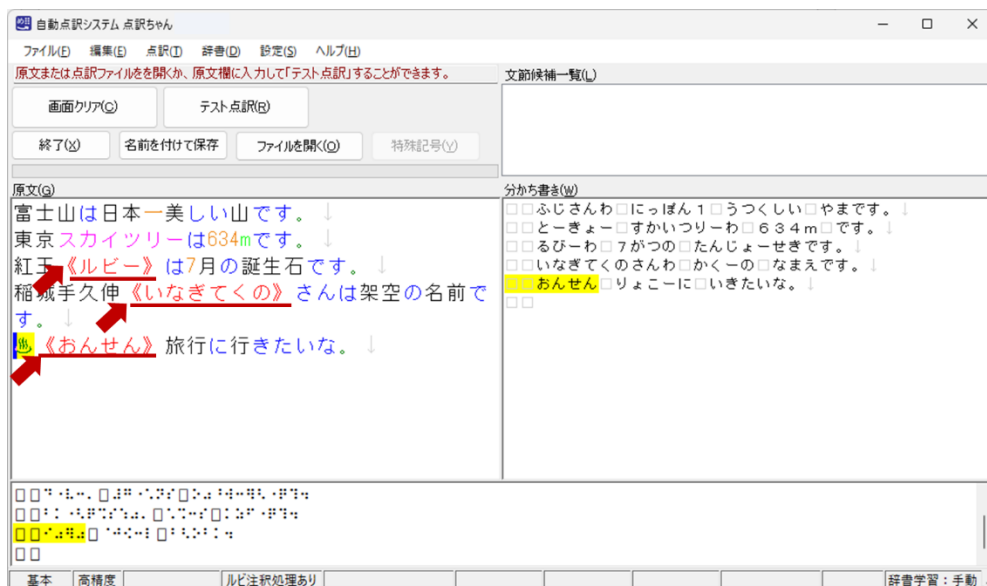 自動点訳システム 点訳ちゃん
ファイル(F) 編集(E) 点訳(T) 辞書(D) 設定(S) ヘルプ(H)
原文または点訳ファイルをを開くか、原文欄に入力して「テスト点訳」することができます。
文節候補一覧(L)
画面クリア(C) テスト点訳(R)
終了(X) 名前を付けて保存 ファイルを開く(O) 特殊記号(Y)
原文(G)
富士山は日本一美しい山です。↓
東京スカイツリーは634mです。↓
紅玉《ルビー》は7月の誕生石です。↓
稲城手久伸《いなぎてくの》さんは架空の名前で
す。↓
♨《おんせん》旅行に行きたいな。↓
分かち書き(W)
□□ふじさんわ□にっぽん１□うつくしい□やまです。↓
□□とーきょー□すかいつりーわ□６３４ｍ□です。↓
□□るびーわ□７がつの□たんじょーせきです。↓
□□いなぎてくのさんわ□かくーの□なまえです。↓
□□おんせん□りょこーに□いきたいな。↓
□□
基本 高精度 ルビ注釈処理あり 辞書学習：手動